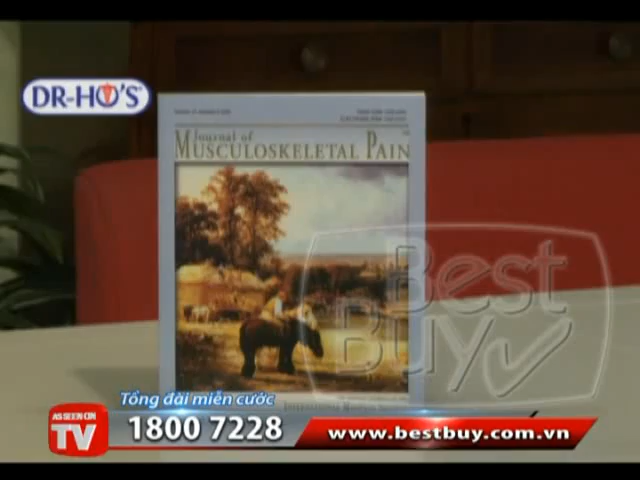 DR-HO'S
Journal of
MUSCULOSKELETAL PAIN
Best
Buy
Tổng đài miễn cước
AS SEEN ON
TV
1800 7228
www.bestbuy.com.vn